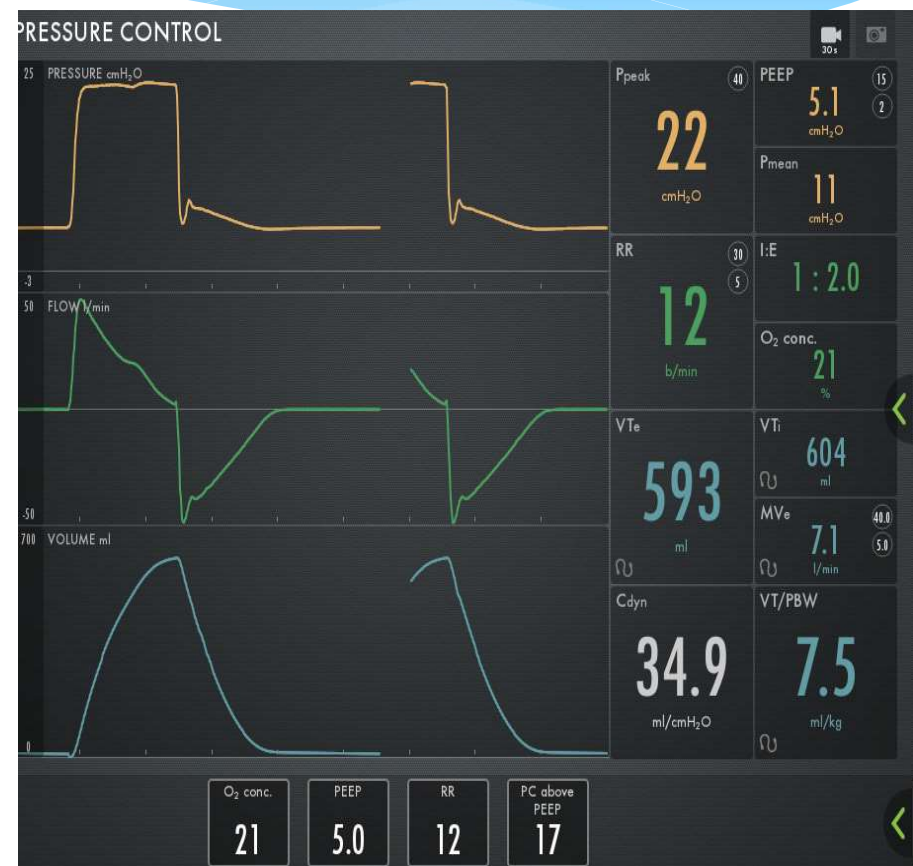 PRESSURE CONTROL
30 s
25 PRESSURE cmH₂O
-3
50 FLOW l/min
-50
700 VOLUME ml
0
Ppeak 40
22
cmH₂O
PEEP 15
5.1 2
cmH₂O
Pmean
11
cmH₂O
RR 30
5
12
b/min
I:E
1 : 2.0
O₂ conc.
21
%
VTe
593
ml
VTi
604
ml
MVe 40.0
7.1 5.0
l/min
Cdyn
34.9
ml/cmH₂O
VT/PBW
7.5
ml/kg
O₂ conc.
21
PEEP
5.0
RR
12
PC above
PEEP
17